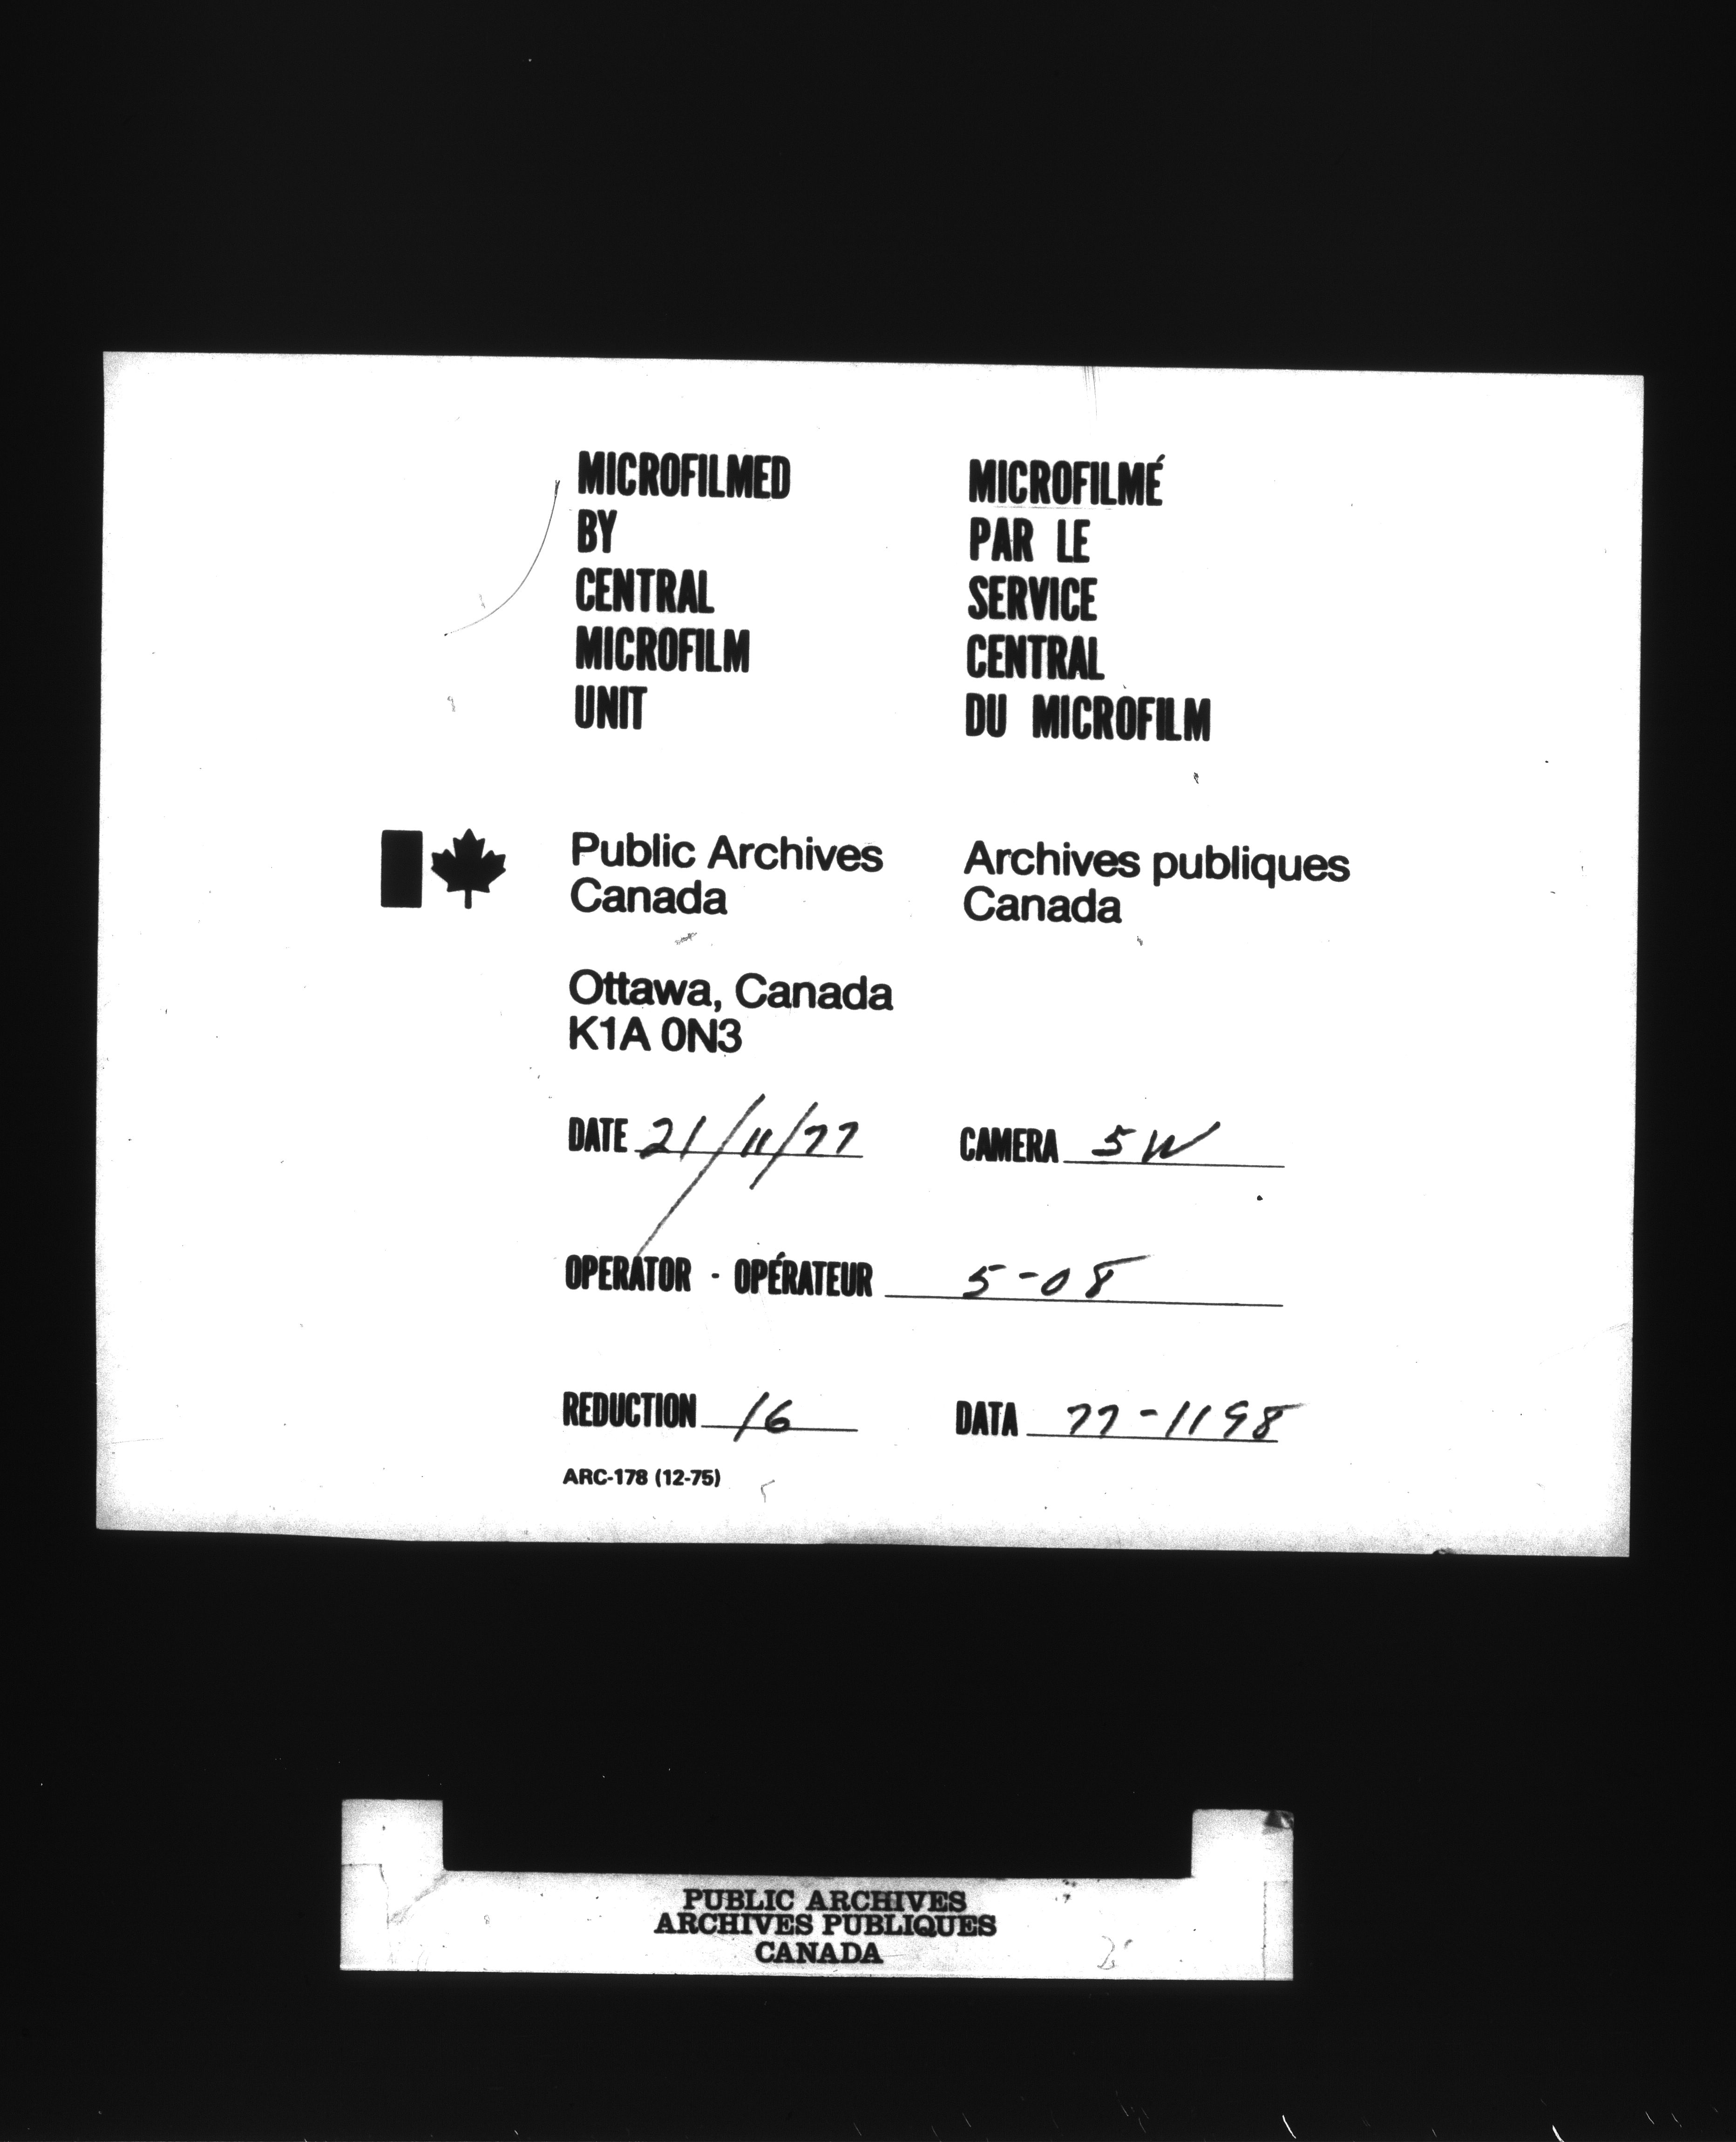 MICROFILMED
BY
CENTRAL
MICROFILM
UNIT
MICROFILMÉ
PAR LE
SERVICE
CENTRAL
DU MICROFILM
Public Archives
Canada
Archives publiques
Canada
Ottawa, Canada
K1A 0N3
DATE 21/11/77
CAMERA 5W
OPERATOR - OPÉRATEUR 5-08
REDUCTION 16
DATA 77-1198
ARC-178 (12-75)
PUBLIC ARCHIVES
ARCHIVES PUBLIQUES
CANADA